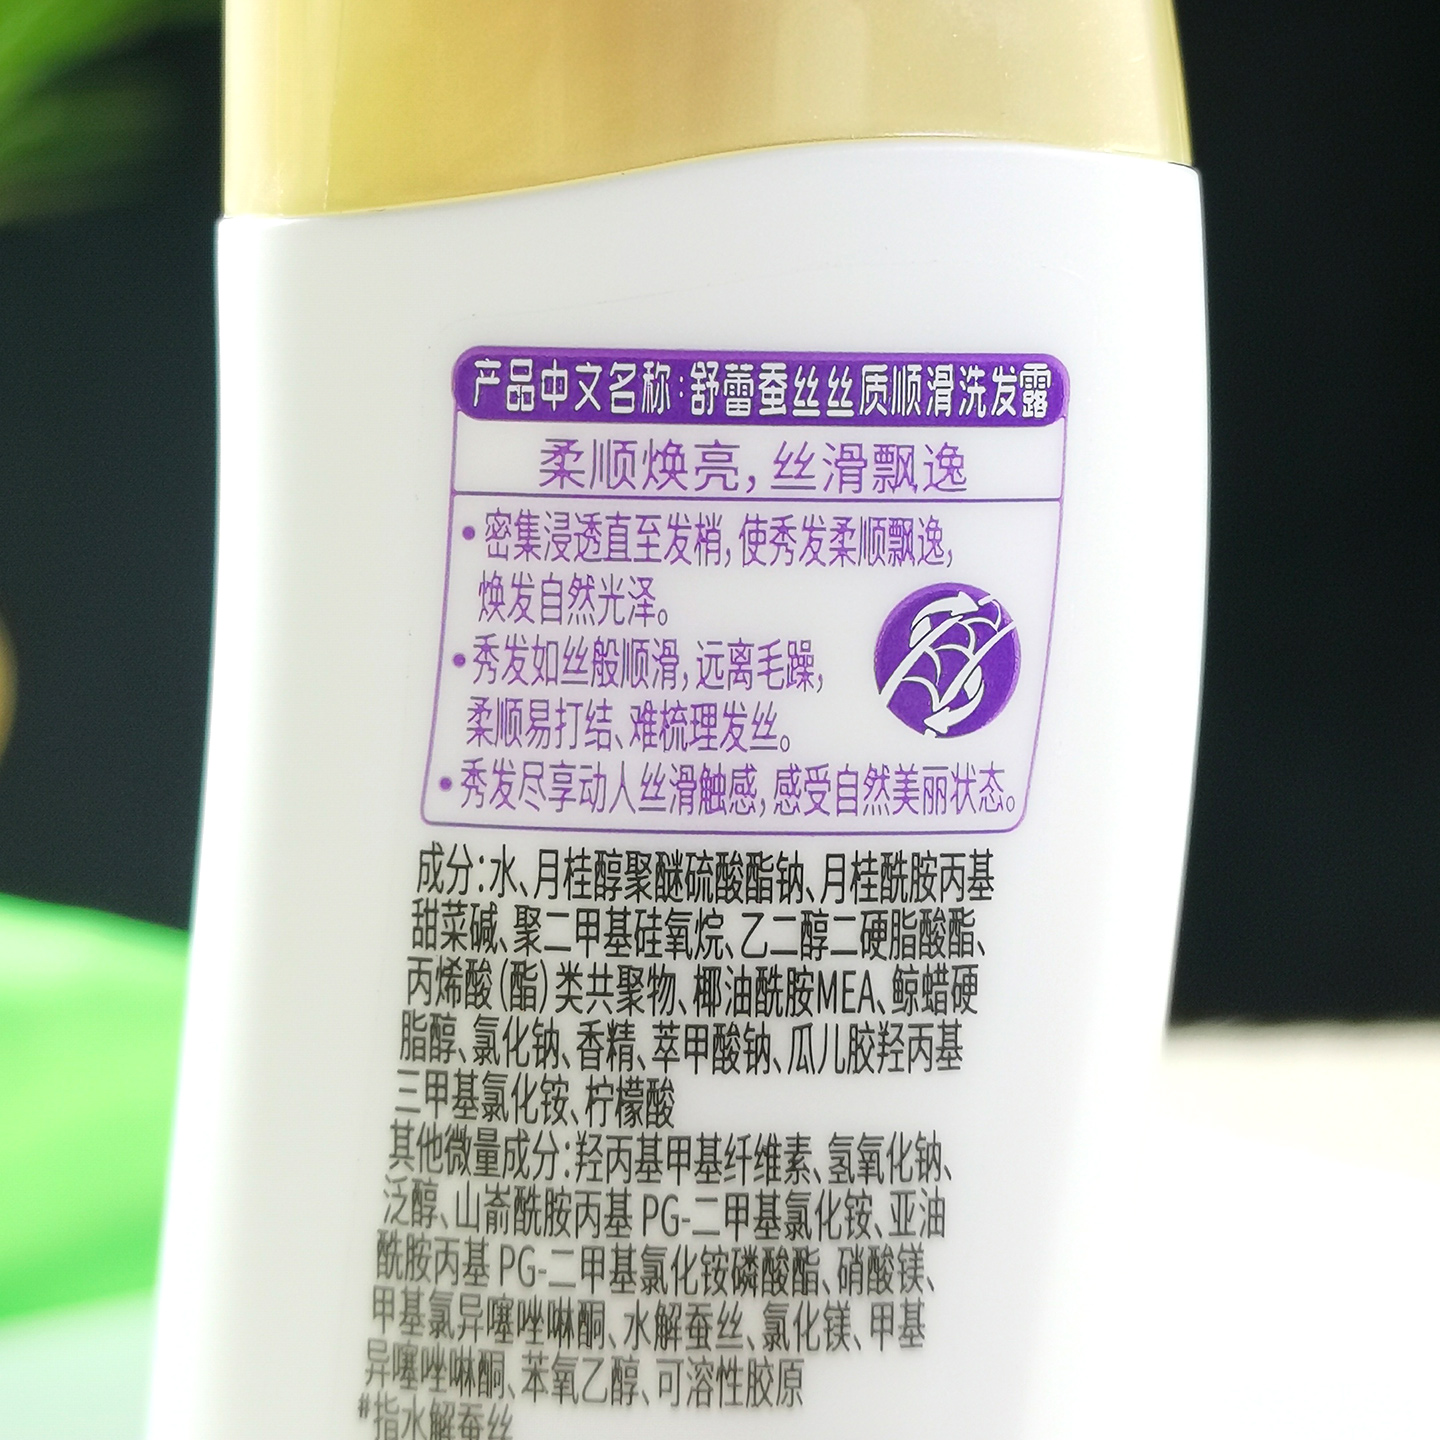 产品中文名称:舒蕾蚕丝丝质顺滑洗发露
柔顺焕亮,丝滑飘逸
•密集浸透直至发梢,使秀发柔顺飘逸,
焕发自然光泽。
•秀发如丝般顺滑,远离毛躁,
柔顺易打结、难梳理发丝。
•秀发尽享动人丝滑触感,感受自然美丽状态。
成分:水、月桂醇聚醚硫酸酯钠、月桂酰胺丙基
甜菜碱、聚二甲基硅氧烷、乙二醇二硬脂酸酯、
丙烯酸(酯)类共聚物、椰油酰胺MEA、鲸蜡硬
脂醇、氯化钠、香精、苯甲酸钠、瓜儿胶羟丙基
三甲基氯化铵、柠檬酸
其他微量成分:羟丙基甲基纤维素、氢氧化钠、
泛醇、山嵛酰胺丙基 PG-二甲基氯化铵、亚油
酰胺丙基 PG-二甲基氯化铵磷酸酯、硝酸镁、
甲基氯异噻唑啉酮、水解蚕丝、氯化镁、甲基
异噻唑啉酮、苯氧乙醇、可溶性胶原
#指水解蚕丝